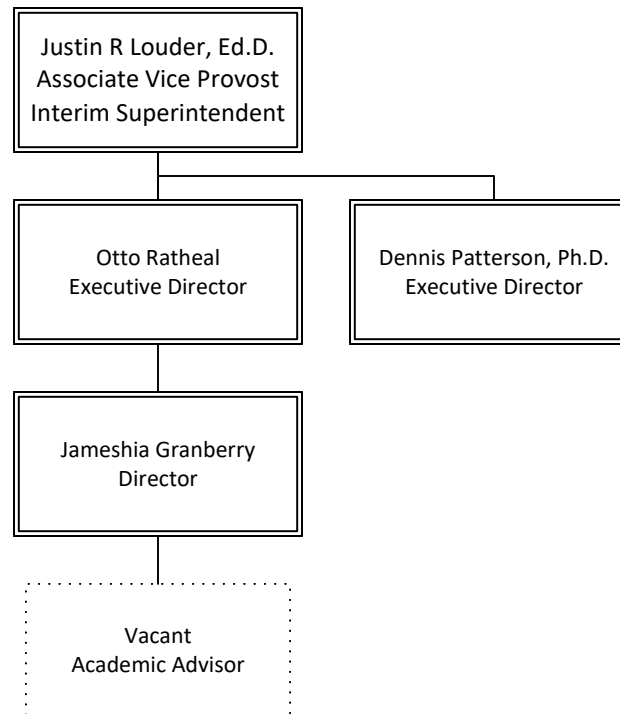 Justin R Louder, Ed.D.
Associate Vice Provost
Interim Superintendent
Otto Ratheal
Executive Director
Dennis Patterson, Ph.D.
Executive Director
Jameshia Granberry
Director
Vacant
Academic Advisor